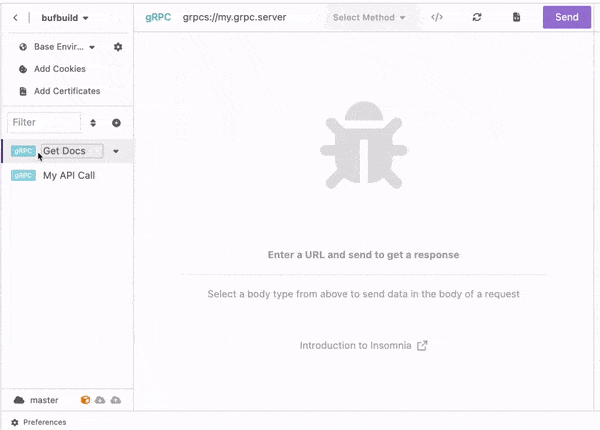 bufbuild
gRPC grpcs://my.grpc.server Select Method </> Send
Base Envir...
Add Cookies
Add Certificates
Filter
gRPC Get Docs
gRPC My API Call
Enter a URL and send to get a response
Select a body type from above to send data in the body of a request
Introduction to Insomnia
master
Preferences